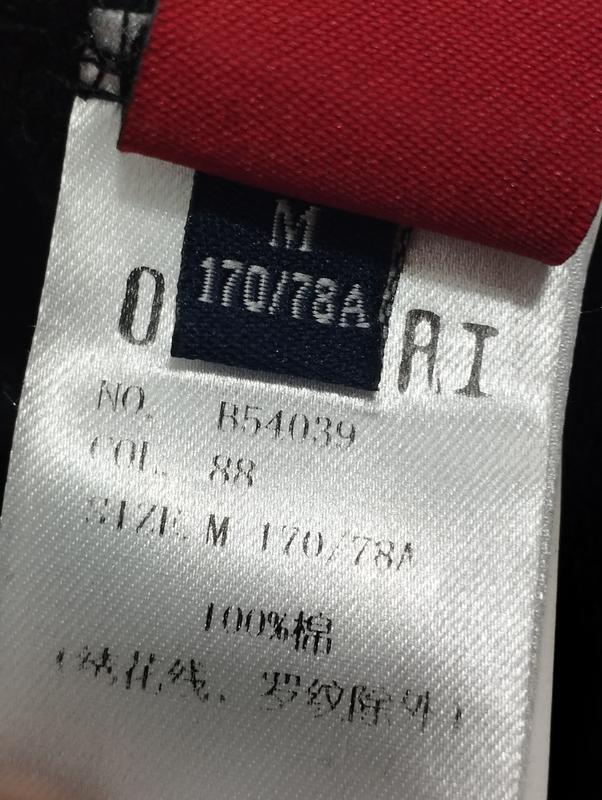 M
170/78A
O AI
NO. B54039
COL. 88
SIZE M 170/78A
100%棉
(绣花线、罗纹除外)